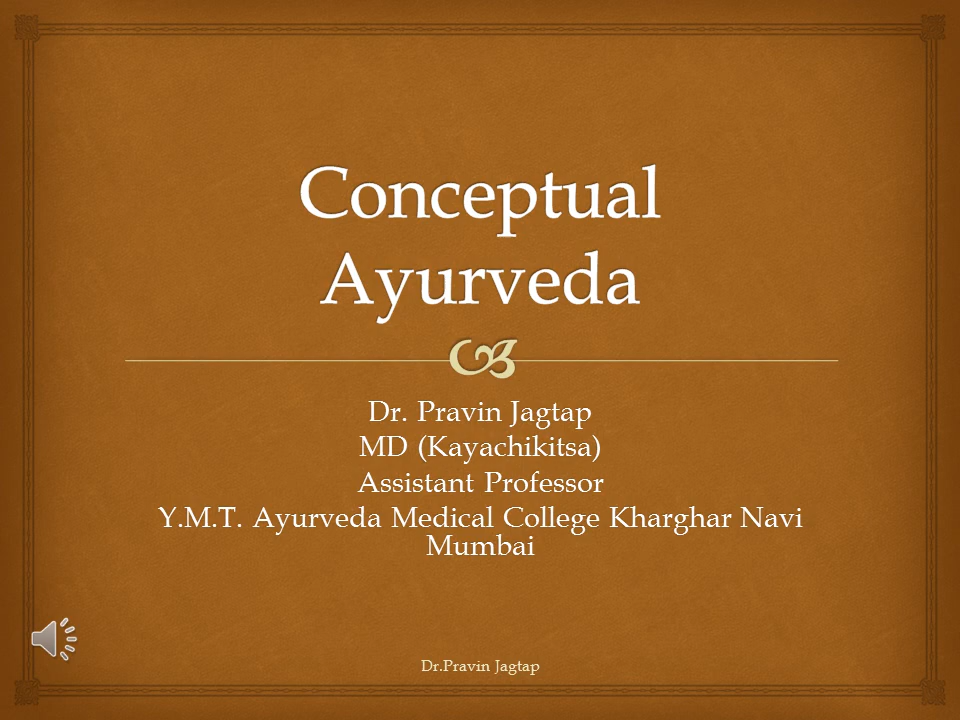 Conceptual
Ayurveda
Dr. Pravin Jagtap
MD (Kayachikitsa)
Assistant Professor
Y.M.T. Ayurveda Medical College Kharghar Navi
Mumbai
Dr.Pravin Jagtap